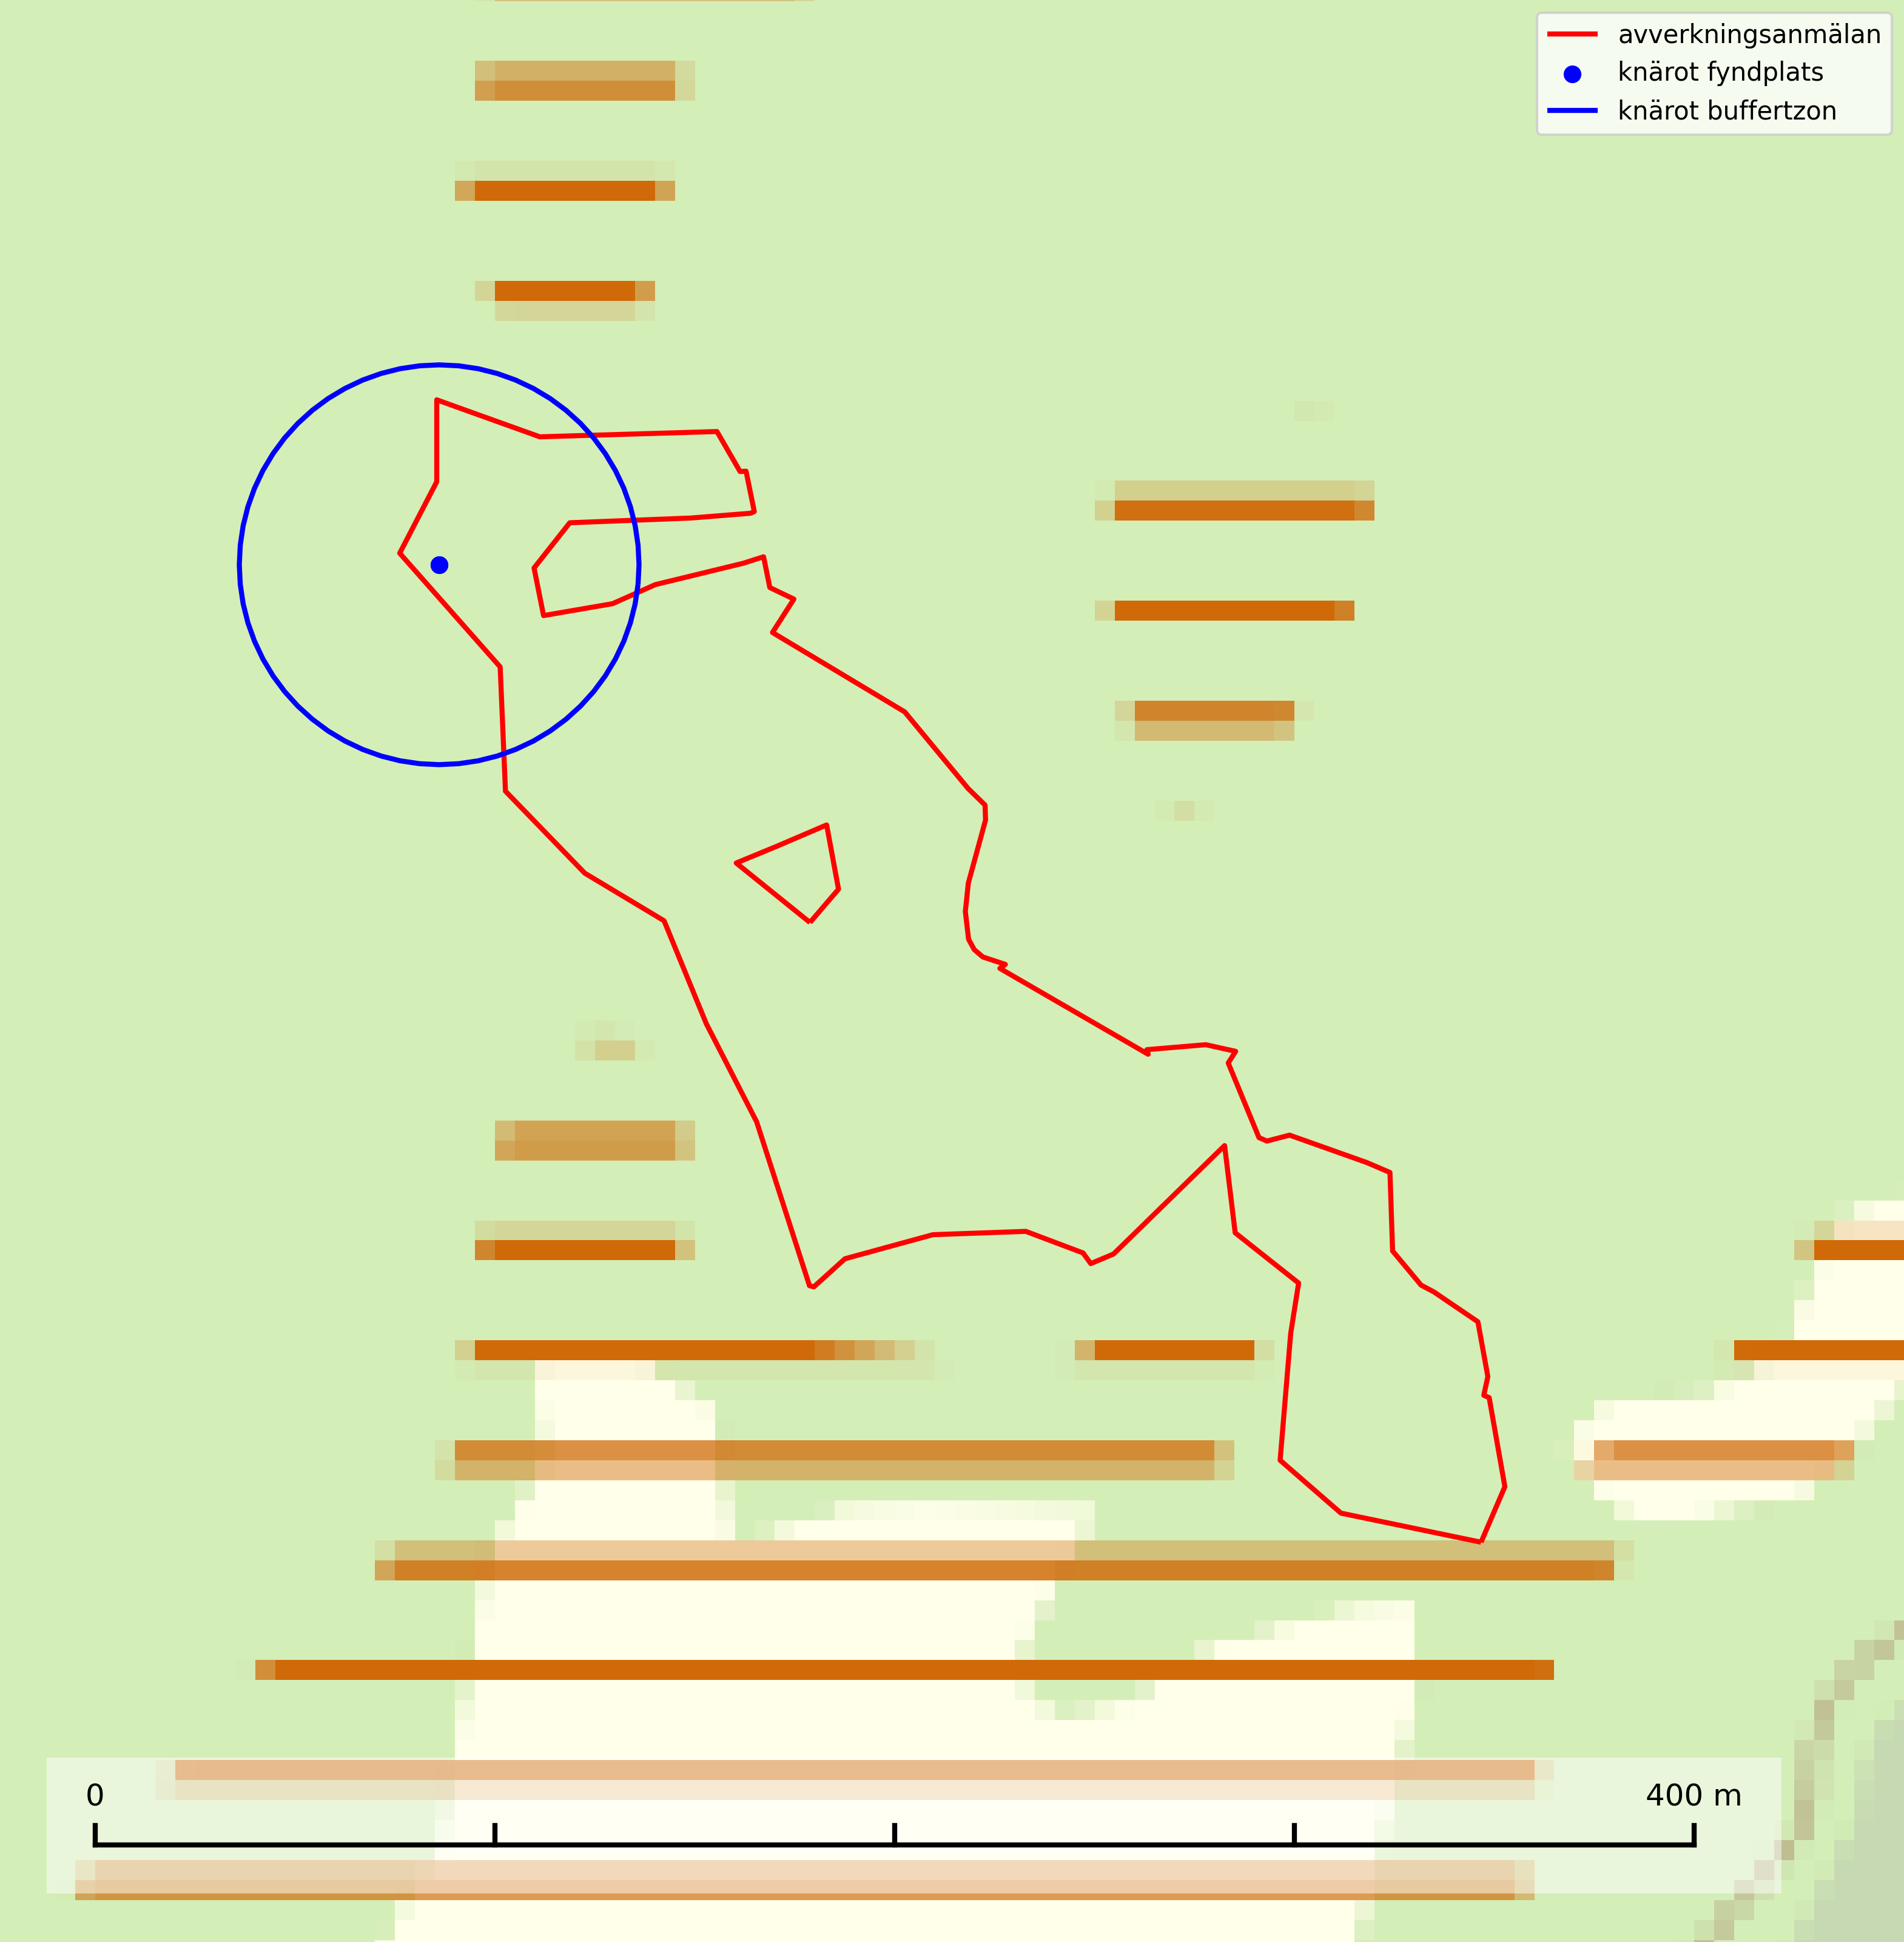 avverkningsanmälan
knärot fyndplats
knärot buffertzon
0 400 m